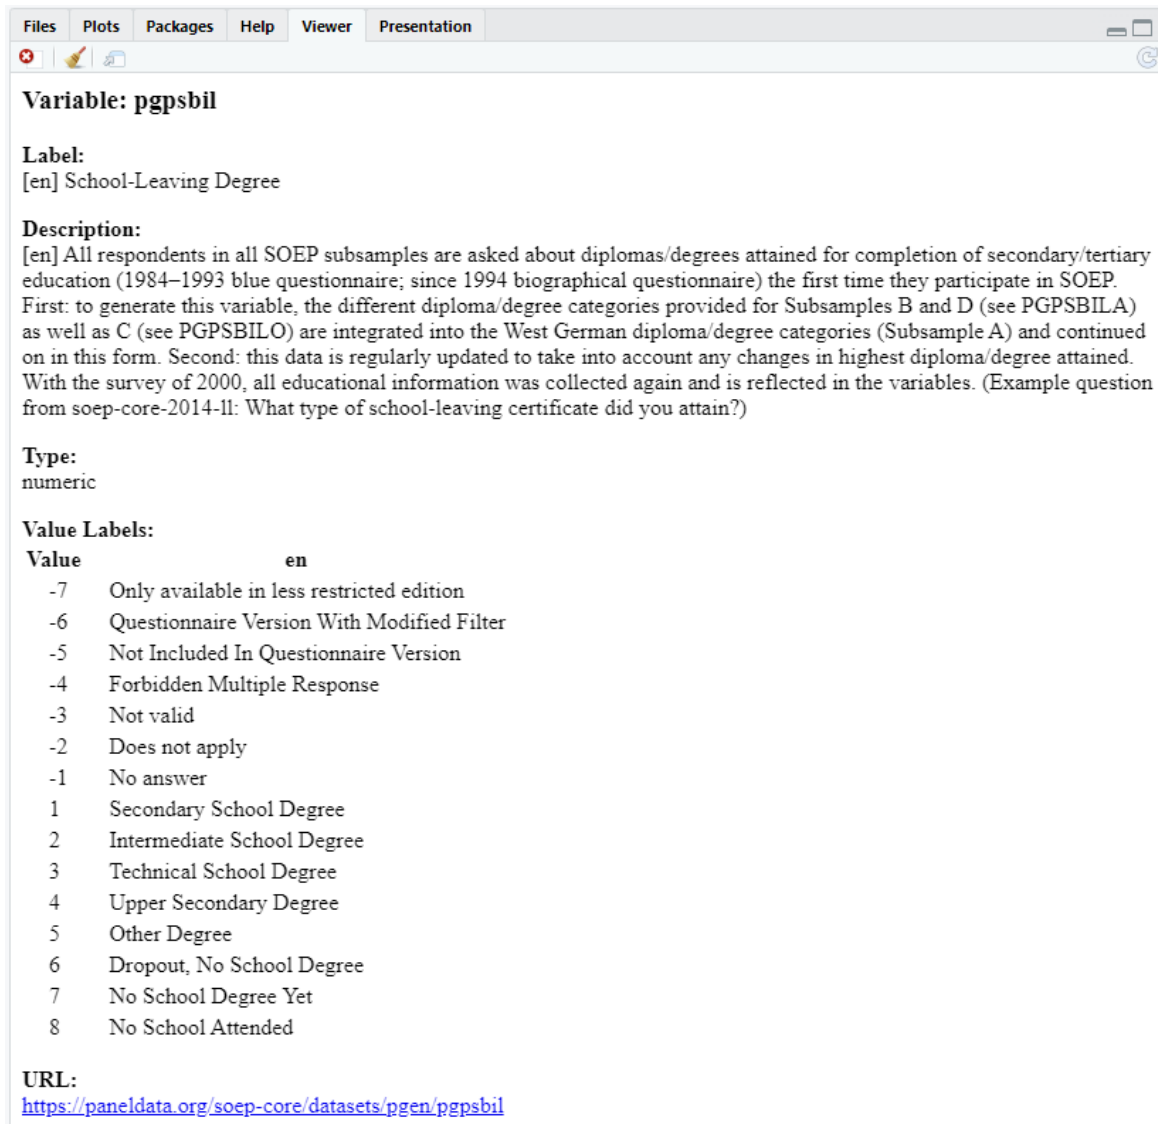 Files Plots Packages Help Viewer Presentation
Variable: pgpsbil
Label:
[en] School-Leaving Degree
Description:
[en] All respondents in all SOEP subsamples are asked about diplomas/degrees attained for completion of secondary/tertiary
education (1984–1993 blue questionnaire; since 1994 biographical questionnaire) the first time they participate in SOEP.
First: to generate this variable, the different diploma/degree categories provided for Subsamples B and D (see PGPSBILA)
as well as C (see PGPSBILO) are integrated into the West German diploma/degree categories (Subsample A) and continued
on in this form. Second: this data is regularly updated to take into account any changes in highest diploma/degree attained.
With the survey of 2000, all educational information was collected again and is reflected in the variables. (Example question
from soep-core-2014-ll: What type of school-leaving certificate did you attain?)
Type:
numeric
Value Labels:
Value en
-7 Only available in less restricted edition
-6 Questionnaire Version With Modified Filter
-5 Not Included In Questionnaire Version
-4 Forbidden Multiple Response
-3 Not valid
-2 Does not apply
-1 No answer
1 Secondary School Degree
2 Intermediate School Degree
3 Technical School Degree
4 Upper Secondary Degree
5 Other Degree
6 Dropout, No School Degree
7 No School Degree Yet
8 No School Attended
URL:
https://paneldata.org/soep-core/datasets/pgen/pgpsbil